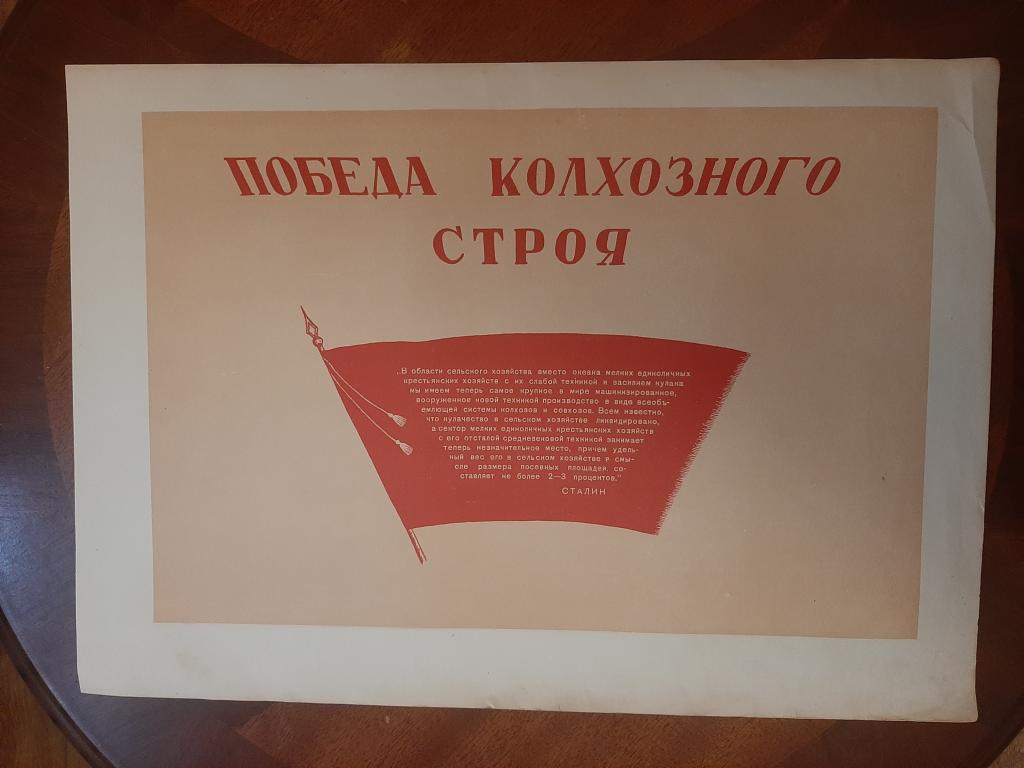 ПОБЕДА КОЛХОЗНОГО
СТРОЯ
„В области сельского хозяйства вместо океана мелких единоличных
крестьянских хозяйств с их слабой техникой и засилием кулака
мы имеем теперь самое крупное в мире машинизированное,
вооруженное новой техникой производство в виде всеобъ-
емлющей системы колхозов и совхозов. Всем известно,
что кулачество в сельском хозяйстве ликвидировано,
а сектор мелких единоличных крестьянских хозяйств
с его отсталой средневековой техникой занимает
теперь незначительное место, причем удель-
ный вес его в сельском хозяйстве в смы-
сле размера посевных площадей со-
ставляет не более 2—3 процентов."
СТАЛИН